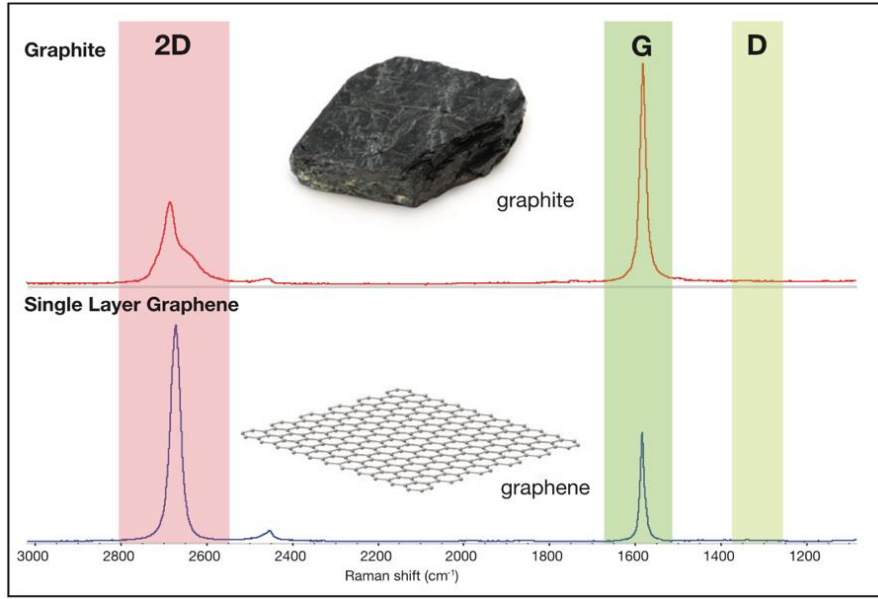 Graphite
2D
G
D
graphite
Single Layer Graphene
graphene
3000 2800 2600 2400 2200 2000 1800 1600 1400 1200
Raman shift (cm⁻¹)